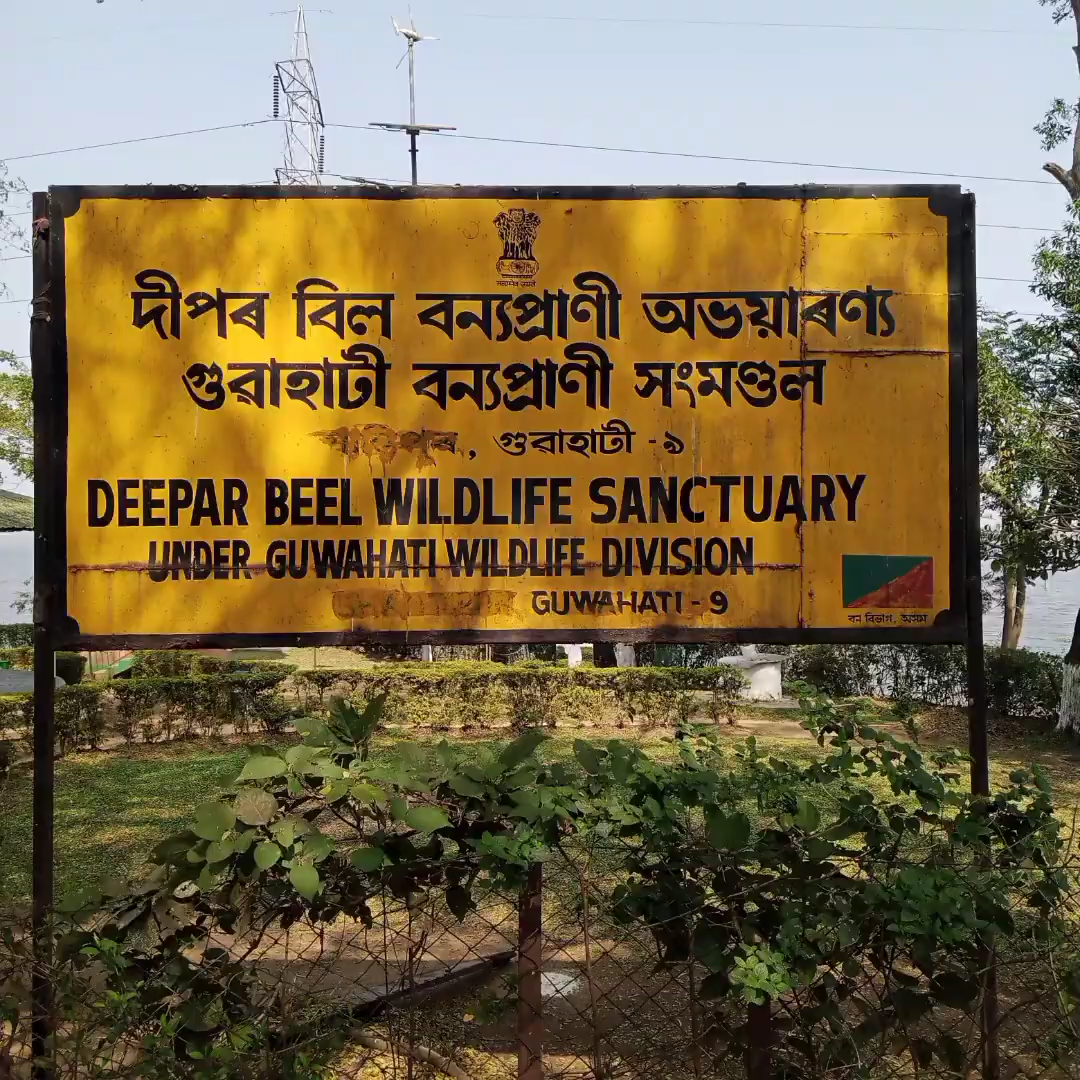 দীপৰ বিল বন্যপ্ৰাণী অভয়াৰণ্য
গুৱাহাটী বন্যপ্ৰাণী সংমণ্ডল
, গুৱাহাটী - ৯
DEEPAR BEEL WILDLIFE SANCTUARY
UNDER GUWAHATI WILDLIFE DIVISION
GUWAHATI - 9
বন বিভাগ, অসম